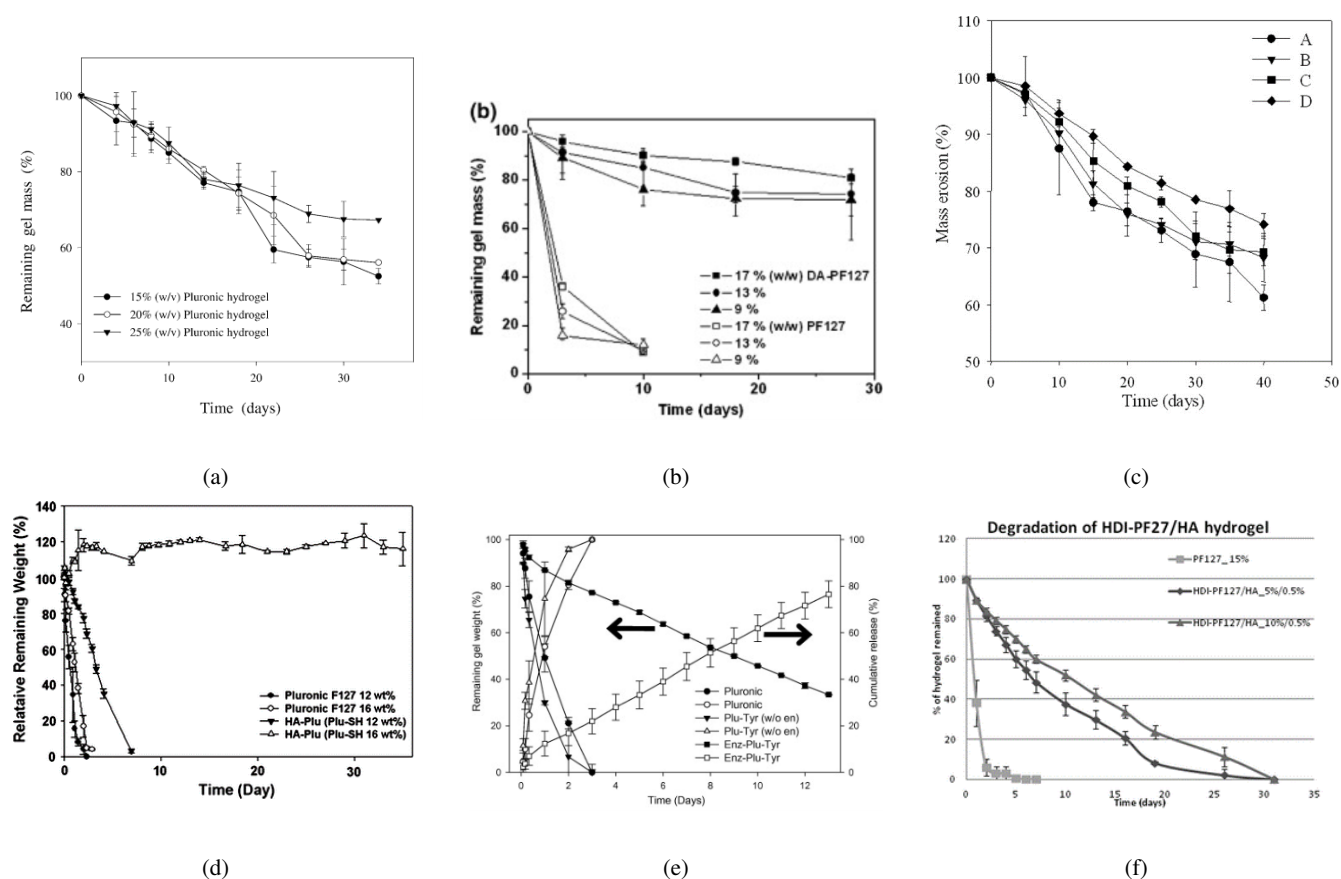 Remaining gel mass (%)
100
80
60
40
15% (w/v) Pluronic hydrogel
20% (w/v) Pluronic hydrogel
25% (w/v) Pluronic hydrogel
0 10 20 30
Time (days)
(a)
(b)
Remaining gel mass (%)
100
80
60
40
20
0
17 % (w/w) DA-PF127
13 %
9 %
17 % (w/w) PF127
13 %
9 %
0 10 20 30
Time (days)
(b)
Mass erosion (%)
110
100
90
80
70
60
50
A
B
C
D
0 10 20 30 40 50
Time (days)
(c)
Relatative Remaining Weight (%)
140
120
100
80
60
40
20
0
Pluronic F127 12 wt%
Pluronic F127 16 wt%
HA-Plu (Plu-SH 12 wt%)
HA-Plu (Plu-SH 16 wt%)
0 10 20 30
Time (Day)
(d)
Remaining gel weight (%)
100
80
60
40
20
0
Pluronic
Pluronic
Plu-Tyr (w/o en)
Plu-Tyr (w/o en)
Enz-Plu-Tyr
Enz-Plu-Tyr
100
80
60
40
20
0
Cumulative release (%)
0 2 4 6 8 10 12
Time (Days)
(e)
Degradation of HDI-PF27/HA hydrogel
% of hydrogel remained
120
100
80
60
40
20
0
PF127_15%
HDI-PF127/HA_5%/0.5%
HDI-PF127/HA_10%/0.5%
0 5 10 15 20 25 30 35
Time (days)
(f)